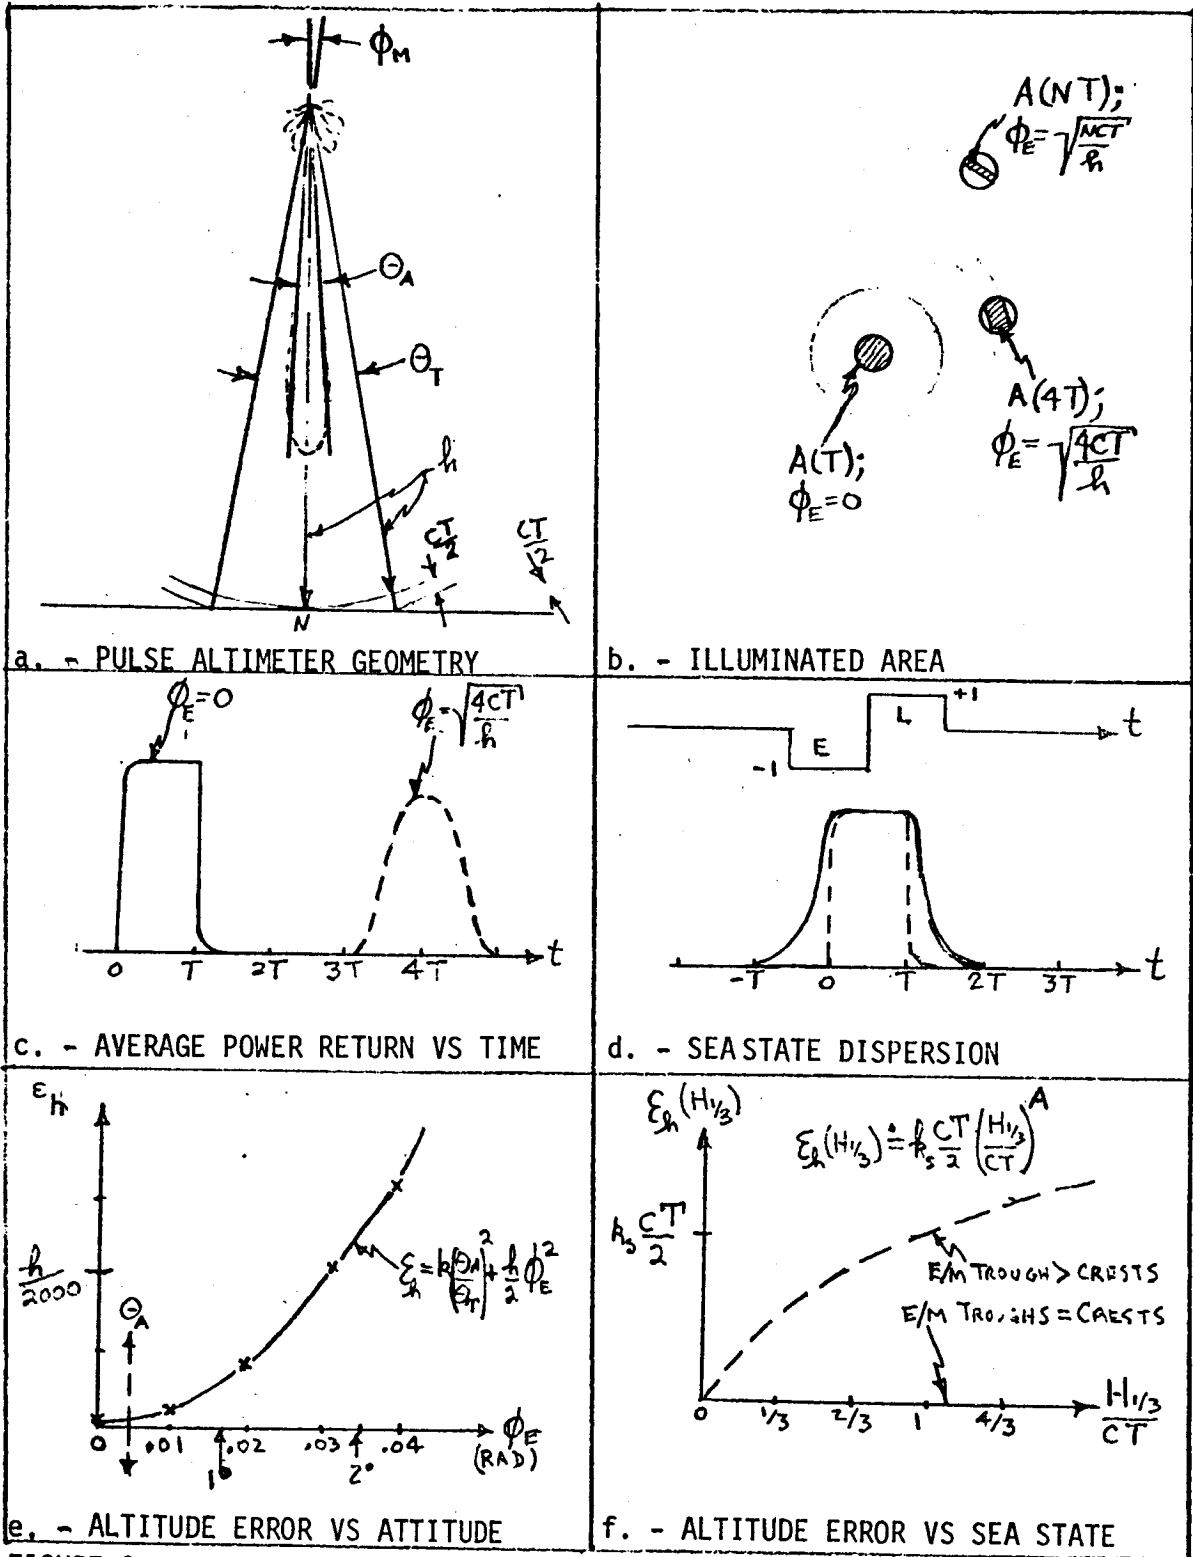 ϕM
ΘA
ΘT
h
CT/2
CT/2
N
a. - PULSE ALTIMETER GEOMETRY
A(NT);
ϕE = √(NCT/h)
A(T);
ϕE = 0
A(4T);
ϕE = √(4CT/h)
b. - ILLUMINATED AREA
ϕE = 0
ϕE = √(4CT/h)
0 T 2T 3T 4T t
c. - AVERAGE POWER RETURN VS TIME
+1
L
t
E
-1
-T 0 T 2T 3T t
d. - SEA STATE DISPERSION
εh
h/2000
ΘA
εh = k(ΘA/ΘT)² + h/2 ϕE²
0 .01 .02 .03 .04 ϕE
(RAD)
1° 2°
e. - ALTITUDE ERROR VS ATTITUDE
εh(H1/3)
εh(H1/3) ≐ ks CT/2 (H1/3/CT)^A
ks CT/2
E/M TROUGH > CRESTS
E/M = CRESTS
0 1/3 2/3 1 4/3 H1/3/CT
f. - ALTITUDE ERROR VS SEA STATE